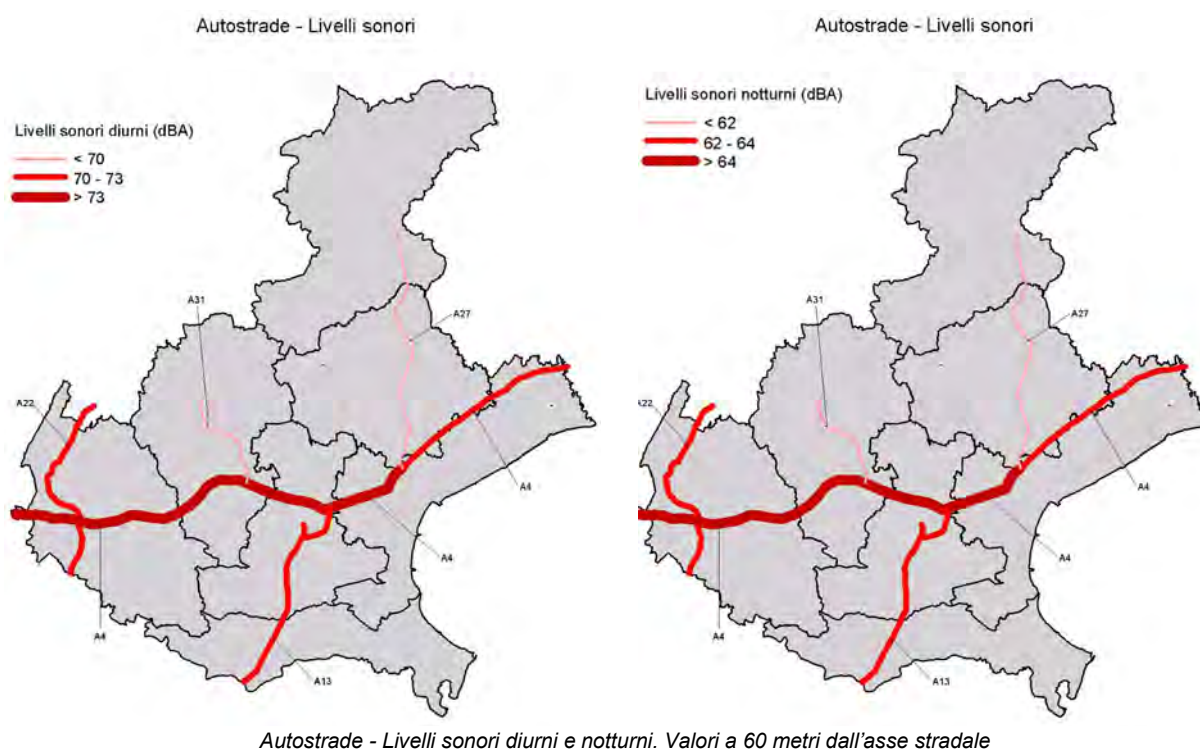 Autostrade - Livelli sonori
Livelli sonori diurni (dBA)
< 70
70 - 73
> 73
A31
A27
A22
A4
A4
A4
A13
Autostrade - Livelli sonori
Livelli sonori notturni (dBA)
< 62
62 - 64
> 64
A31
A27
A22
A4
A4
A4
A13
Autostrade - Livelli sonori diurni e notturni. Valori a 60 metri dall'asse stradale